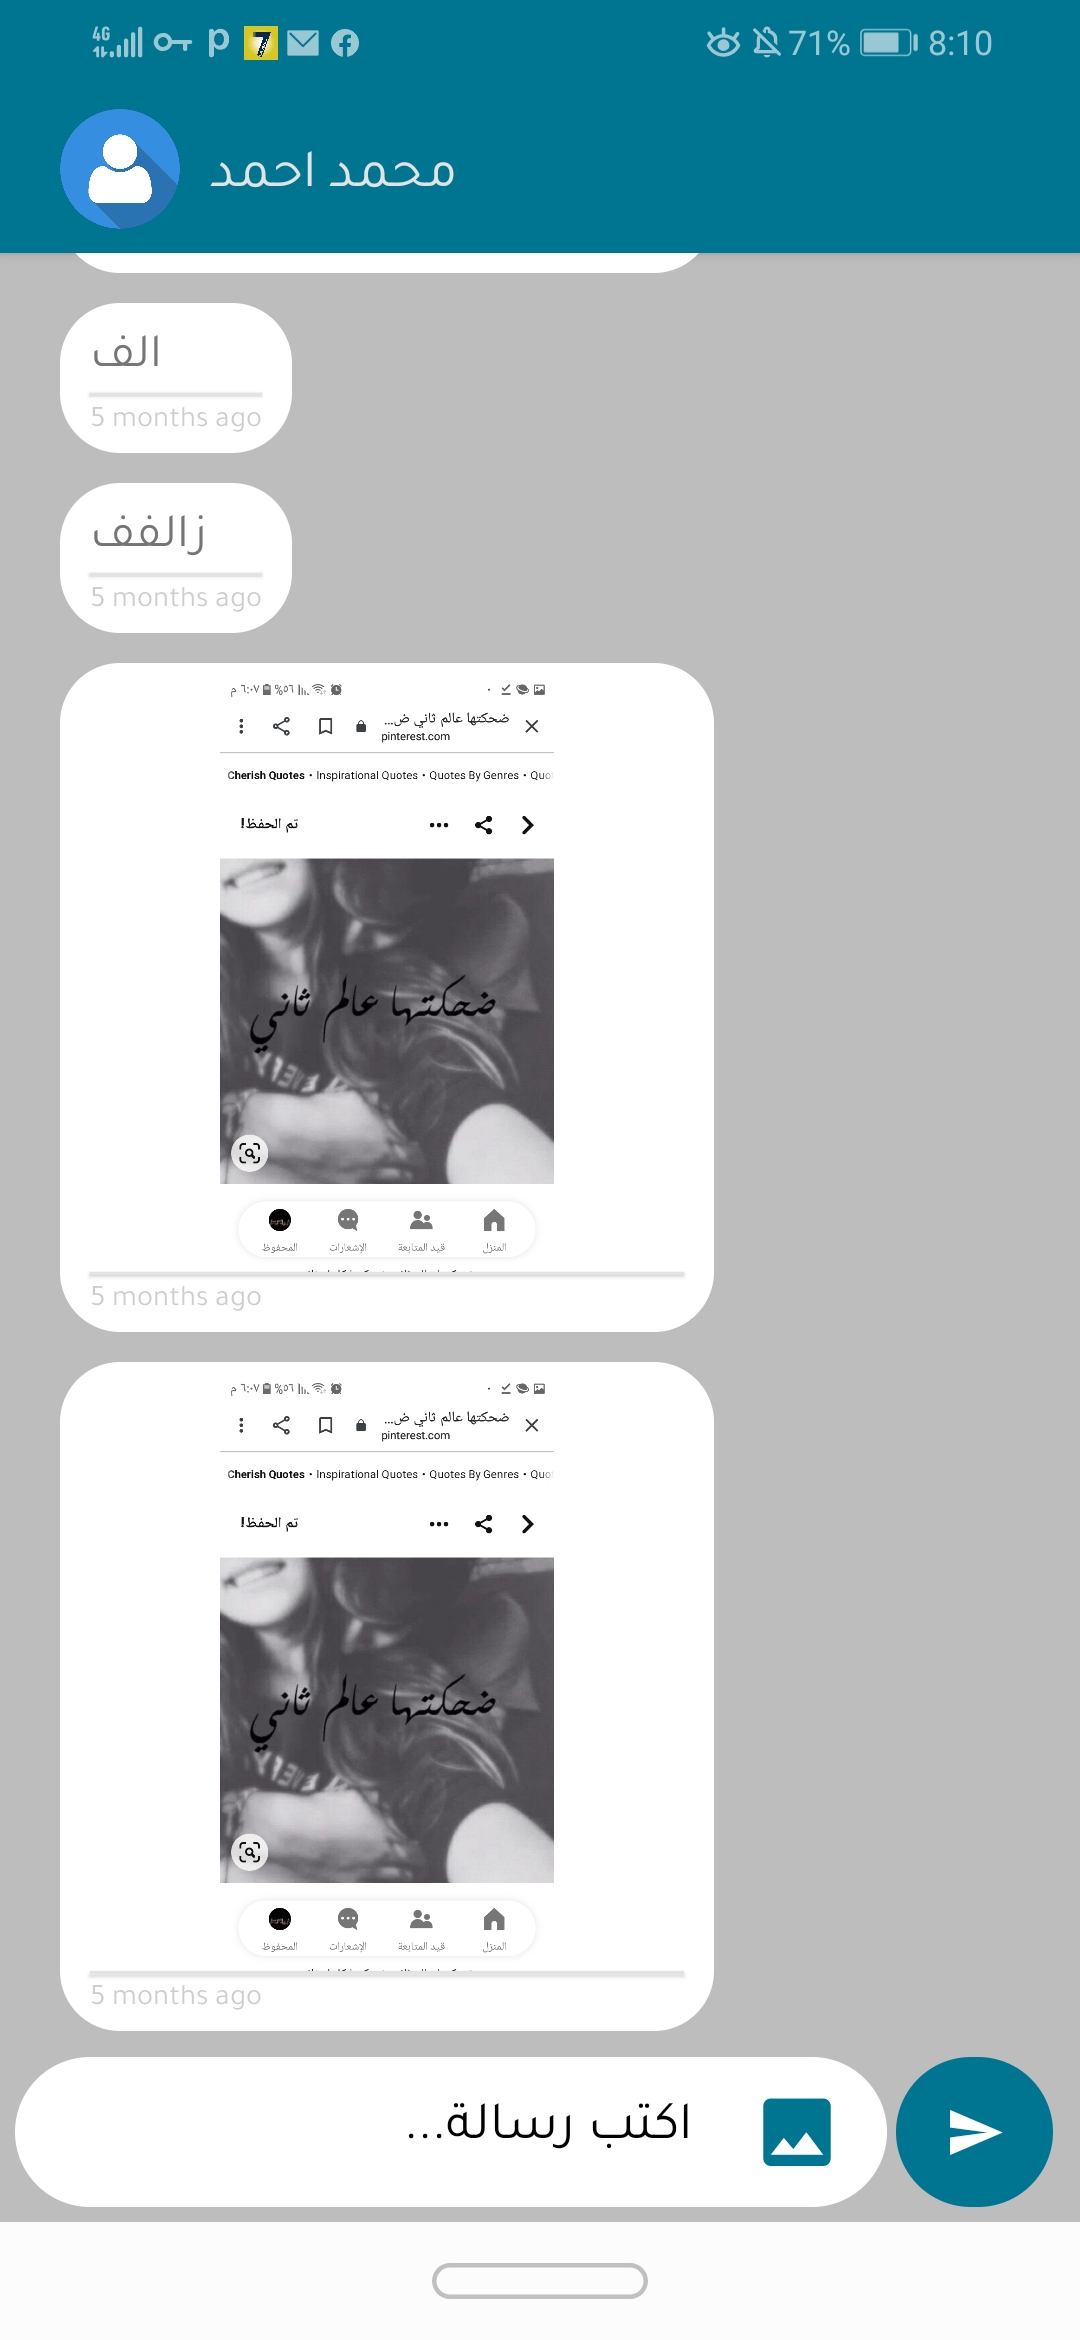 4G
71% 8:10
محمد احمد
الف
5 months ago
زالفف
5 months ago
٦:٠٧ م %٥٦
ضحكتها عالم ثاني ض...
pinterest.com
Cherish Quotes • Inspirational Quotes • Quotes By Genres • Quo
تم الحفظ!
ضحكتها عالم ثاني
المنزل قيد المتابعة الإشعارات المحفوظ
5 months ago
٦:٠٧ م %٥٦
ضحكتها عالم ثاني ض...
pinterest.com
Cherish Quotes • Inspirational Quotes • Quotes By Genres • Quo
تم الحفظ!
ضحكتها عالم ثاني
المنزل قيد المتابعة الإشعارات المحفوظ
5 months ago
اكتب رسالة...